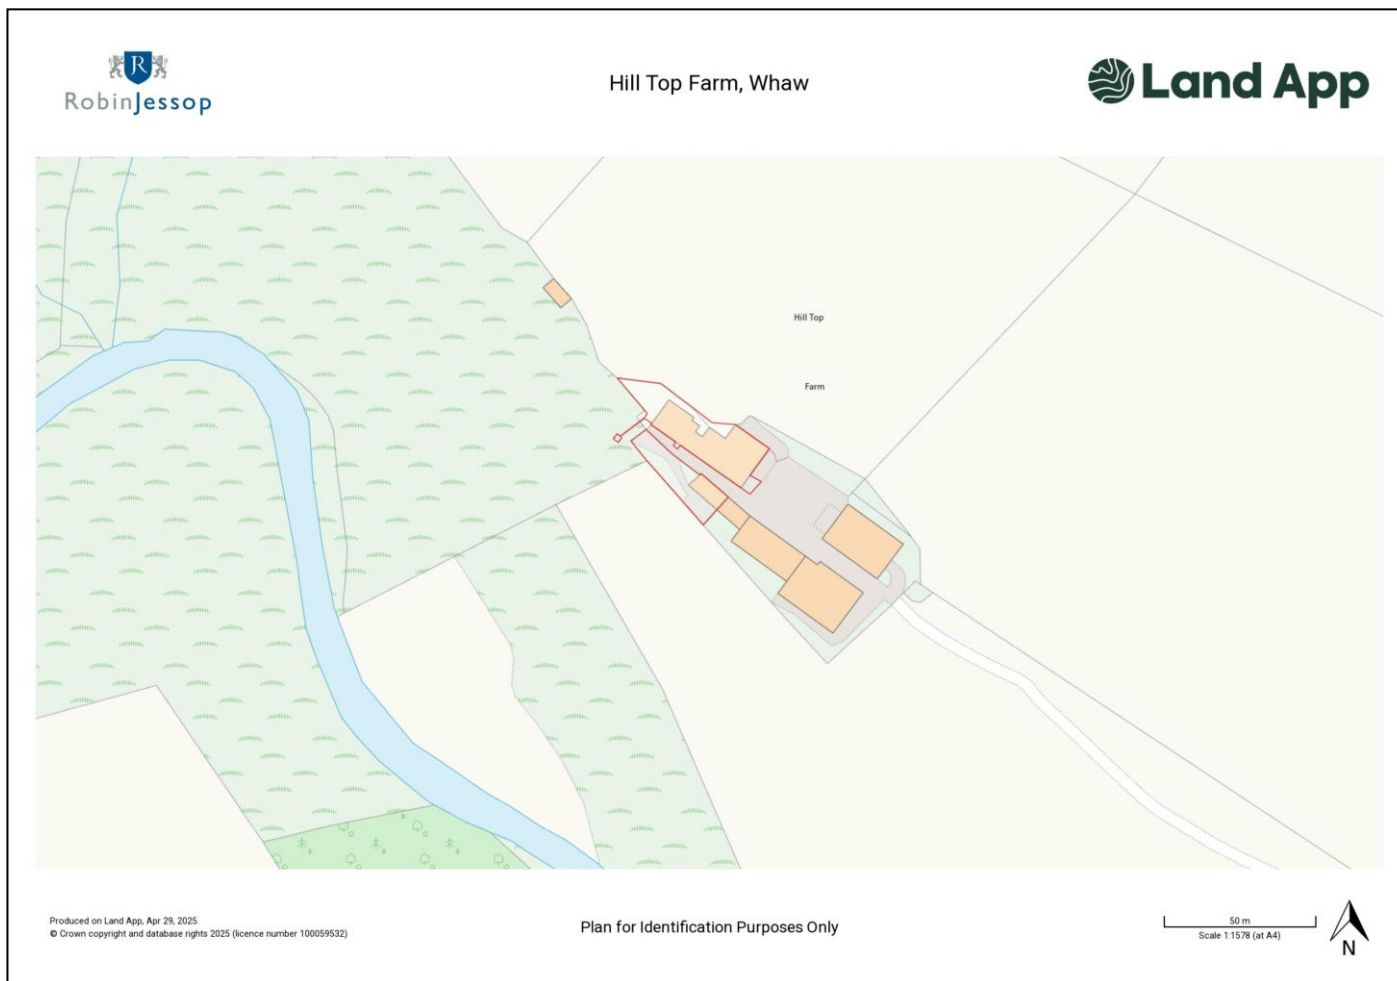 JR
RobinJessop
Hill Top Farm, Whaw
Land App
Hill Top
Farm
Produced on Land App, Apr 29, 2025.
© Crown copyright and database rights 2025 (licence number 100059532)
Plan for Identification Purposes Only
50 m
Scale 1:1578 (at A4)
N